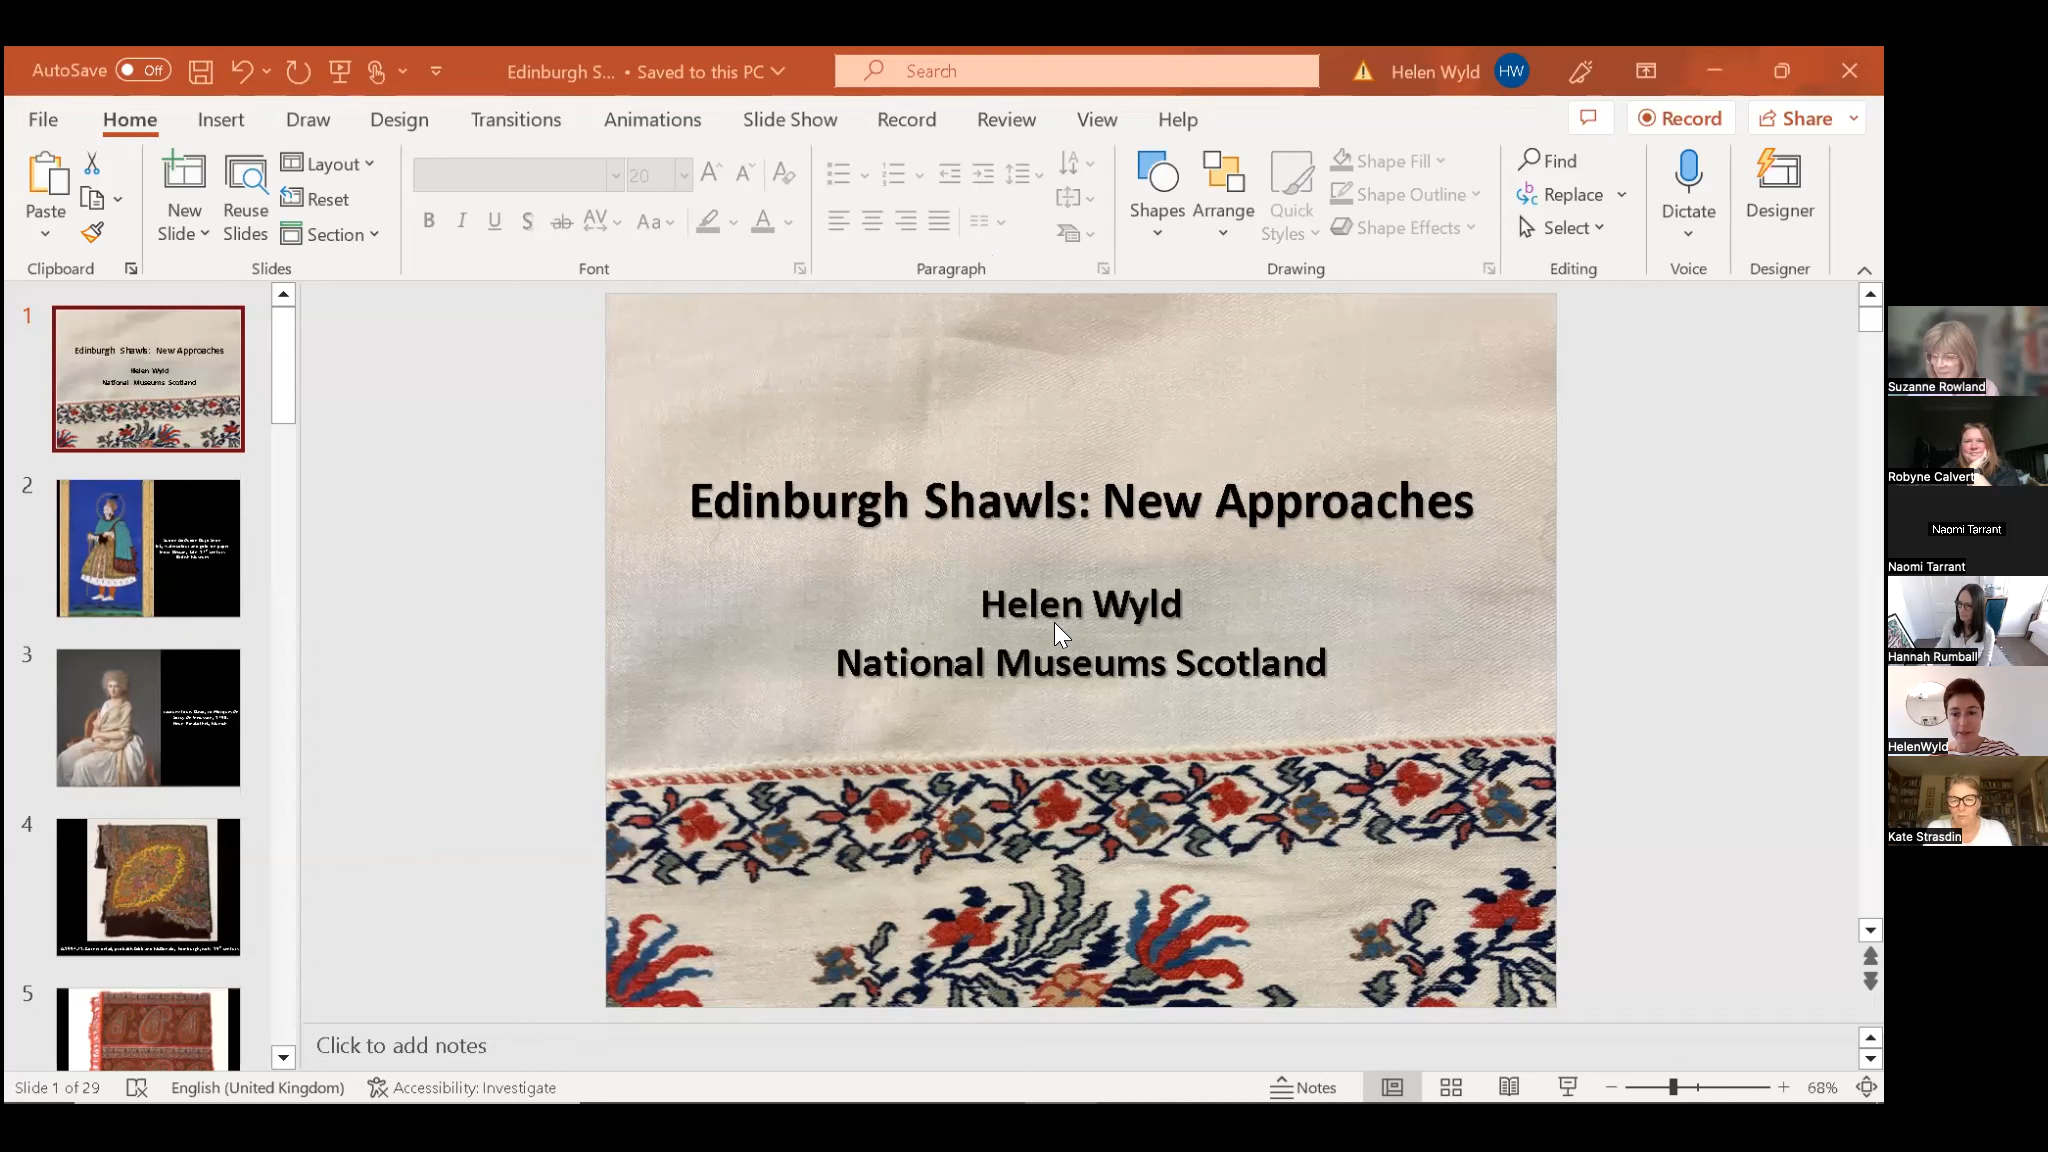 AutoSave Off Edinburgh S... • Saved to this PC Search Helen Wyld HW
File Home Insert Draw Design Transitions Animations Slide Show Record Review View Help Record Share
Paste
Clipboard
New
Slide
Reuse
Slides
Layout
Reset
Section
Slides
20
B I U S ab AV Aa A
Font
Paragraph
Shapes
Arrange
Quick
Styles
Shape Fill
Shape Outline
Shape Effects
Drawing
Find
Replace
Select
Editing
Dictate
Voice
Designer
Designer
1
Edinburgh Shawls: New Approaches
Helen Wyld
National Museums Scotland
2
3
4
5
Edinburgh Shawls: New Approaches
Helen Wyld
National Museums Scotland
Click to add notes
Slide 1 of 29 English (United Kingdom) Accessibility: Investigate Notes 68%
Suzanne Rowland
Robyne Calvert
Naomi Tarrant
Naomi Tarrant
Hannah Rumball
HelenWyld
Kate Strasdin